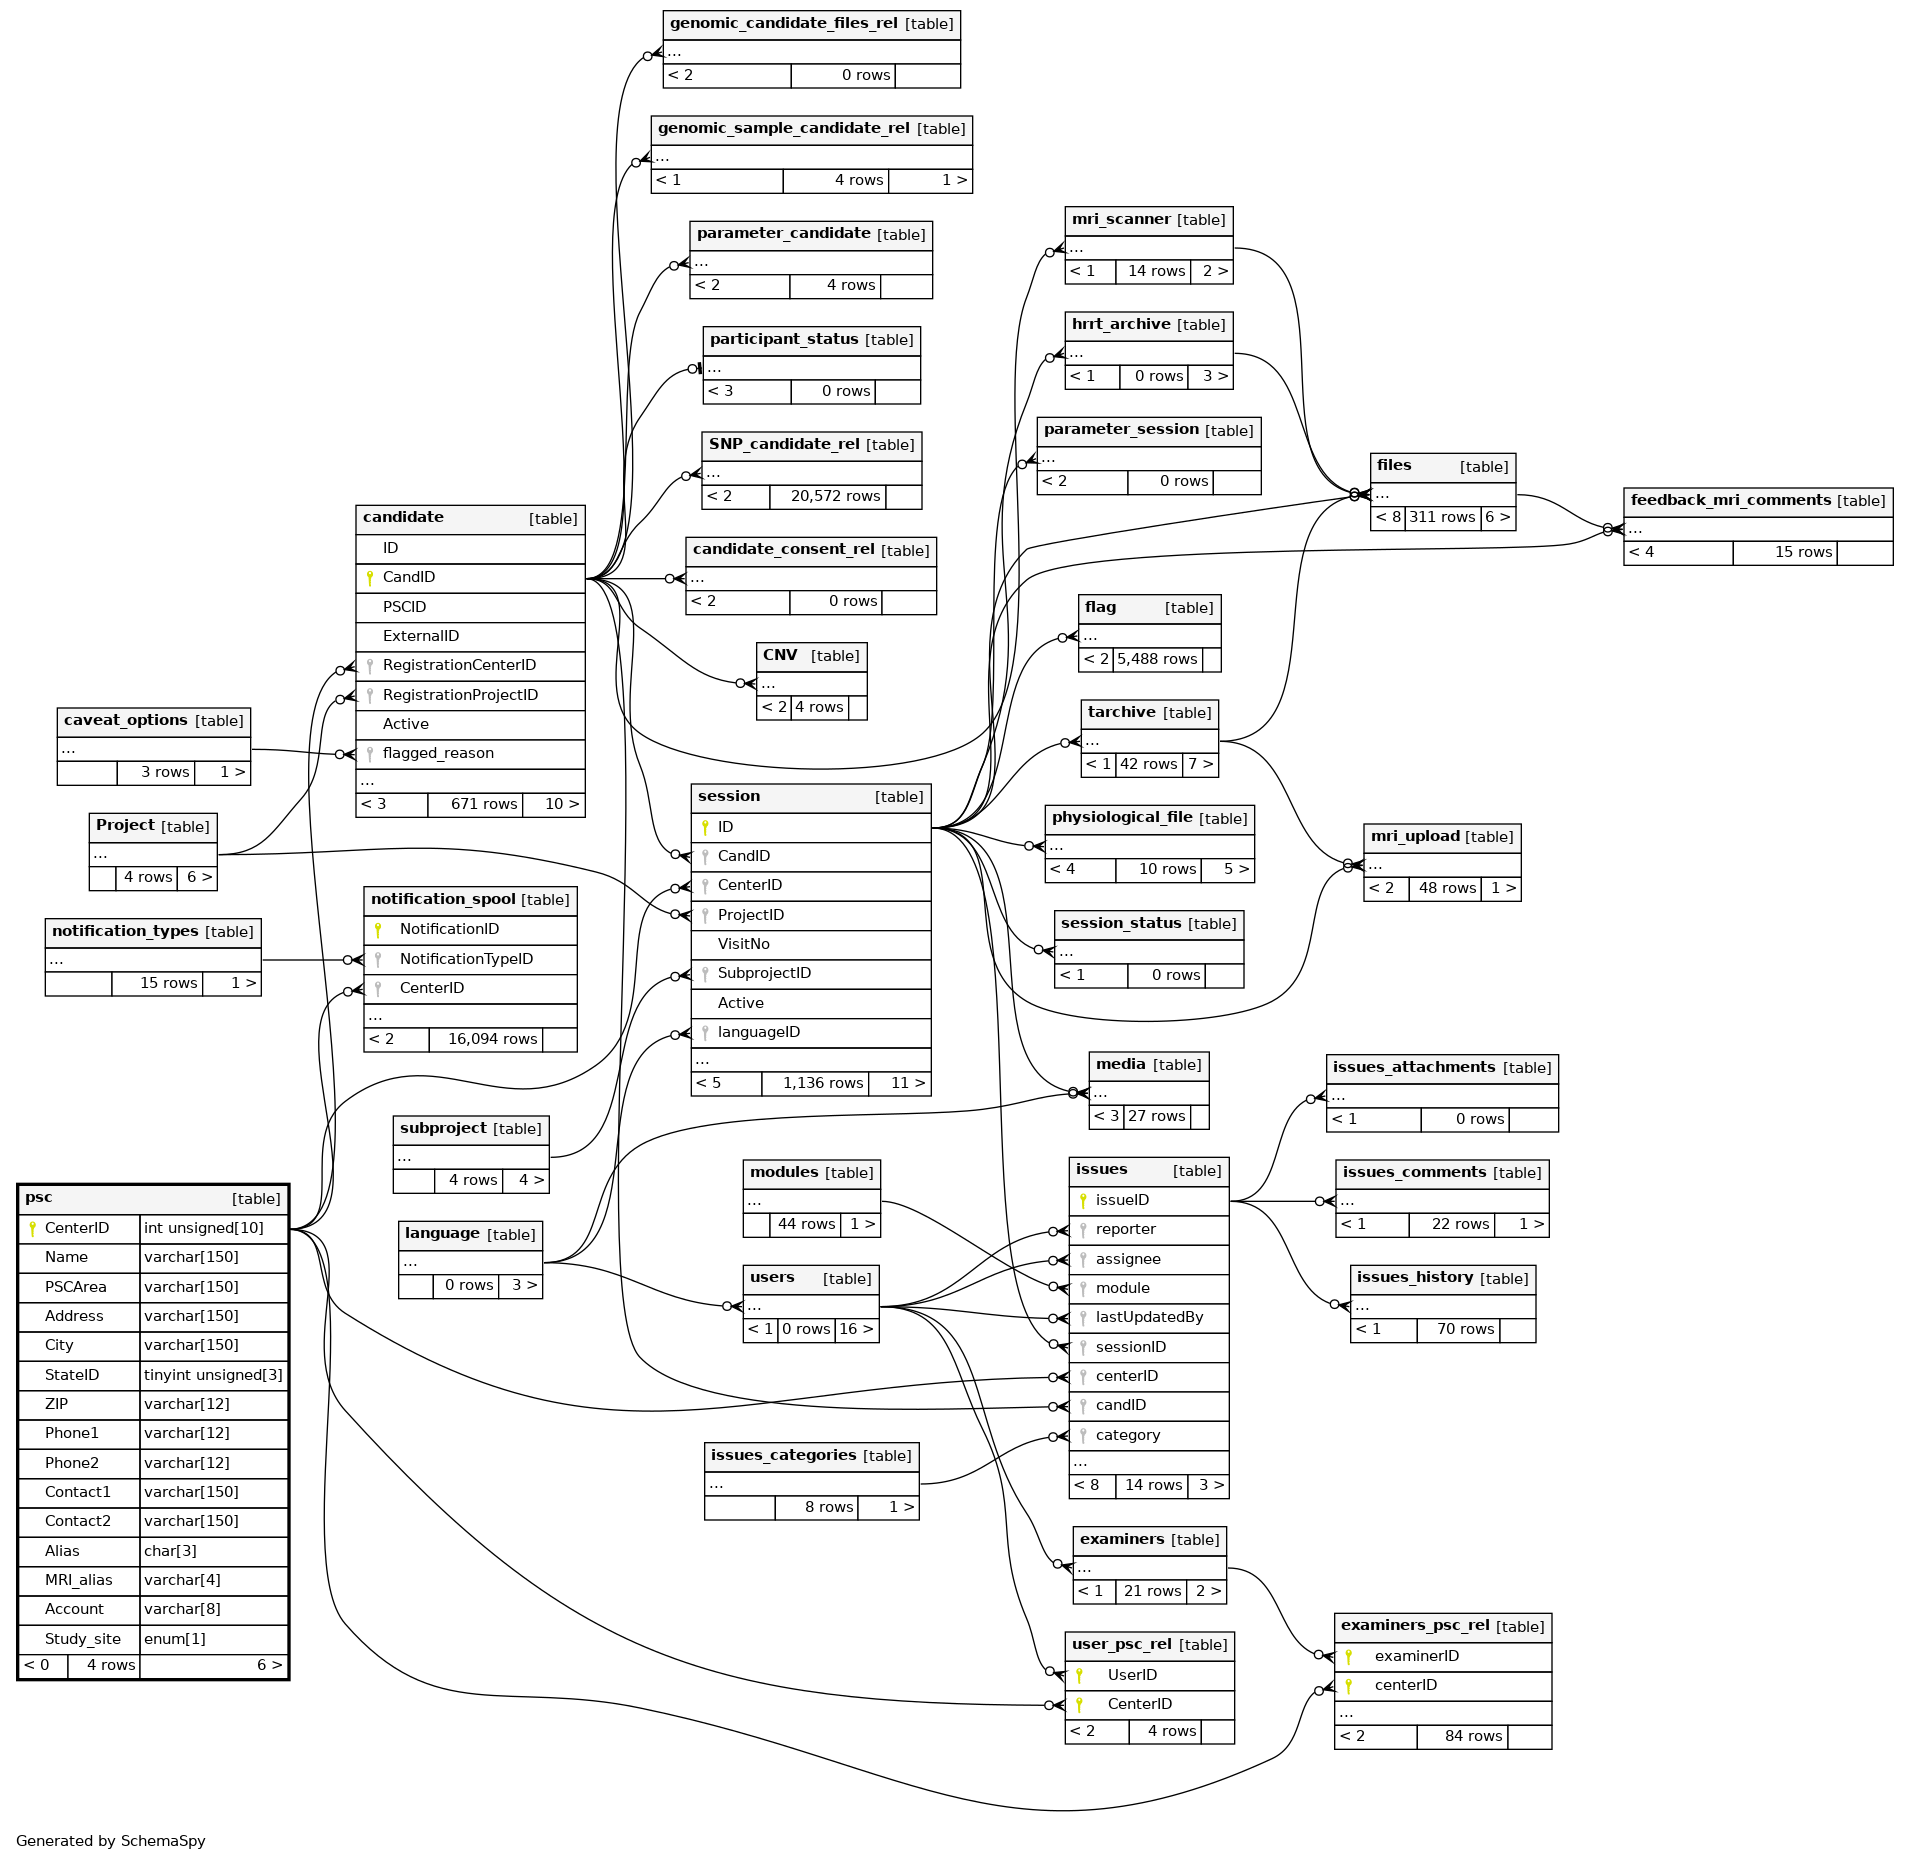 genomic_candidate_files_rel [table]
...
< 2 0 rows
genomic_sample_candidate_rel [table]
...
< 1 4 rows 1 >
parameter_candidate [table]
...
< 2 4 rows
participant_status [table]
...
< 3 0 rows
SNP_candidate_rel [table]
...
< 2 20,572 rows
candidate_consent_rel [table]
...
< 2 0 rows
CNV [table]
...
< 2 4 rows
mri_scanner [table]
...
< 1 14 rows 2 >
hrrt_archive [table]
...
< 1 0 rows 3 >
parameter_session [table]
...
< 2 0 rows
files [table]
...
< 8 311 rows 6 >
feedback_mri_comments [table]
...
< 4 15 rows
flag [table]
...
< 2 5,488 rows
tarchive [table]
...
< 1 42 rows 7 >
physiological_file [table]
...
< 4 10 rows 5 >
session_status [table]
...
< 1 0 rows
mri_upload [table]
...
< 2 48 rows 1 >
media [table]
...
< 3 27 rows
candidate [table]
ID
CandID
PSCID
ExternalID
RegistrationCenterID
RegistrationProjectID
Active
flagged_reason
...
< 3 671 rows 10 >
caveat_options [table]
...
3 rows 1 >
Project [table]
...
4 rows 6 >
notification_types [table]
...
15 rows 1 >
notification_spool [table]
NotificationID
NotificationTypeID
CenterID
...
< 2 16,094 rows
session [table]
ID
CandID
CenterID
ProjectID
VisitNo
SubprojectID
Active
languageID
...
< 5 1,136 rows 11 >
subproject [table]
...
4 rows 4 >
language [table]
...
0 rows 3 >
modules [table]
...
44 rows 1 >
users [table]
...
< 1 0 rows 16 >
issues_categories [table]
...
8 rows 1 >
issues [table]
issueID
reporter
assignee
module
lastUpdatedBy
sessionID
centerID
candID
category
...
< 8 14 rows 3 >
issues_attachments [table]
...
< 1 0 rows
issues_comments [table]
...
< 1 22 rows 1 >
issues_history [table]
...
< 1 70 rows
examiners [table]
...
< 1 21 rows 2 >
user_psc_rel [table]
UserID
CenterID
< 2 4 rows
examiners_psc_rel [table]
examinerID
centerID
...
< 2 84 rows
psc [table]
CenterID int unsigned[10]
Name varchar[150]
PSCArea varchar[150]
Address varchar[150]
City varchar[150]
StateID tinyint unsigned[3]
ZIP varchar[12]
Phone1 varchar[12]
Phone2 varchar[12]
Contact1 varchar[150]
Contact2 varchar[150]
Alias char[3]
MRI_alias varchar[4]
Account varchar[8]
Study_site enum[1]
< 0 4 rows 6 >
Generated by SchemaSpy